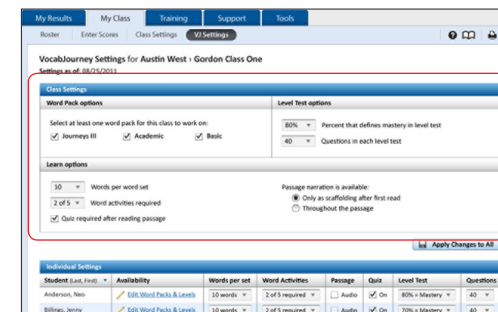 My Results My Class Training Support Tools
Roster Enter Scores Class Settings VJ Settings
VocabJourney Settings for Austin West › Gordon Class One
Settings as of: 08/25/2011
Class Settings
Word Pack options Level Test options
Select at least one word pack for this class to work on:
80% Percent that defines mastery in level test
Journeys III Academic Basic
40 Questions in each level test
Learn options
10 Words per word set Passage narration is available:
2 of 5 Word activities required Only as scaffolding after first read
Quiz required after reading passage Throughout the passage
Apply Changes to All
Individual Settings
Student (Last, First) Availability Words per set Word Activities Passage Quiz Level Test Questions
Anderson, Neo Edit Word Packs & Levels 10 words 2 of 5 required Audio On 80% = Mastery 40
Billings, Jenny Edit Word Packs & Levels 10 words 2 of 5 required Audio On 70% = Mastery 40